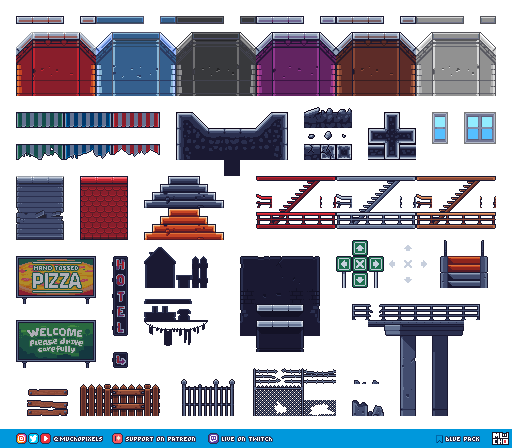 HAND TOSSED
PIZZA
HOTEL
WELCOME
Please drive
carefully
@MUCHOPIXELS
SUPPORT ON PATREON
LIVE ON TWITCH
BLUE PACK
MU
CHO